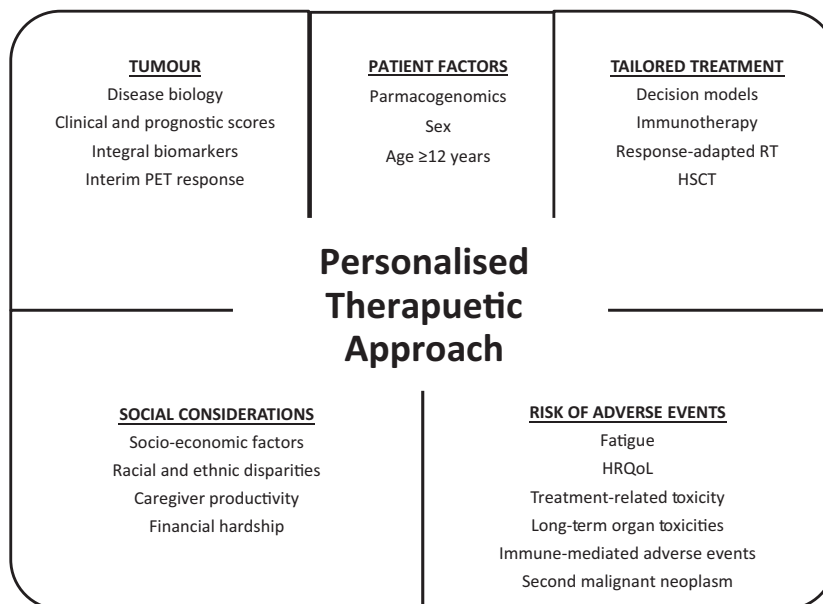 TUMOUR
Disease biology
Clinical and prognostic scores
Integral biomarkers
Interim PET response
PATIENT FACTORS
Parmacogenomics
Sex
Age ≥12 years
TAILORED TREATMENT
Decision models
Immunotherapy
Response-adapted RT
HSCT
Personalised
Therapuetic
Approach
SOCIAL CONSIDERATIONS
Socio-economic factors
Racial and ethnic disparities
Caregiver productivity
Financial hardship
RISK OF ADVERSE EVENTS
Fatigue
HRQoL
Treatment-related toxicity
Long-term organ toxicities
Immune-mediated adverse events
Second malignant neoplasm